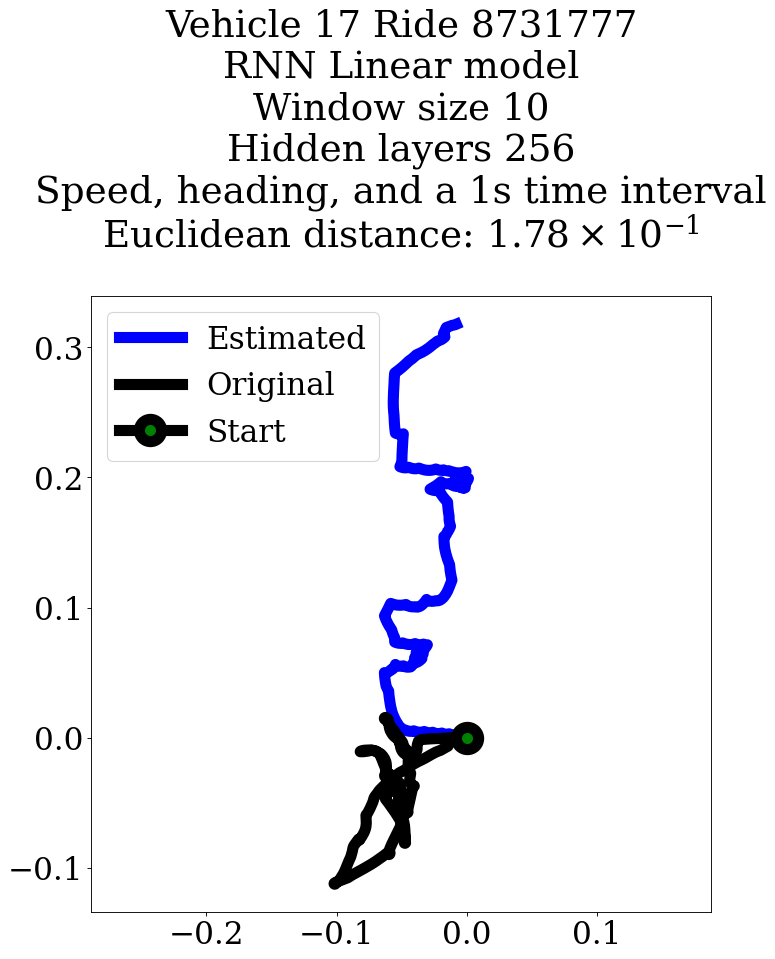 Vehicle 17 Ride 8731777
RNN Linear model
Window size 10
Hidden layers 256
Speed, heading, and a 1s time interval
Euclidean distance: 1.78 × 10⁻¹
Estimated
Original
Start
0.3
0.2
0.1
0.0
−0.1
−0.2
−0.1
0.0
0.1